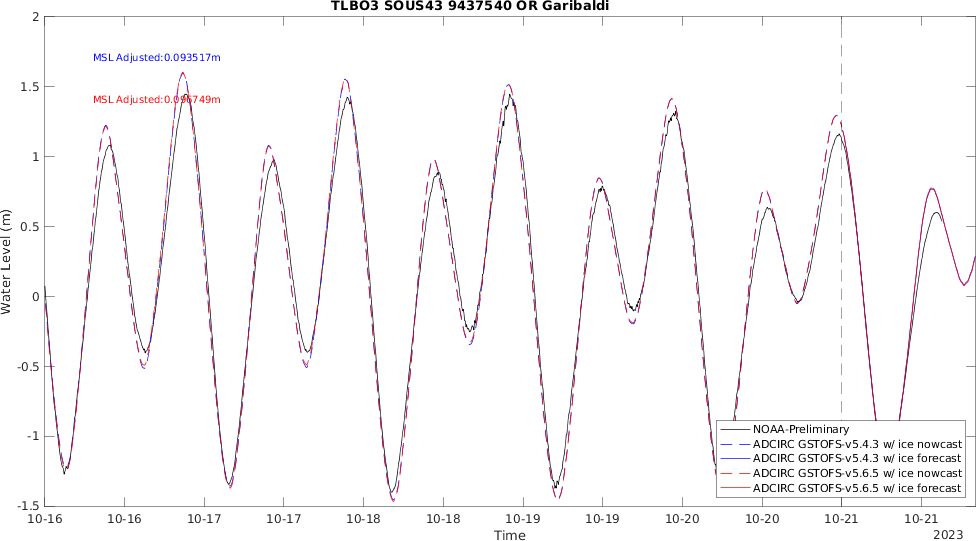 TLBO3 SOUS43 9437540 OR Garibaldi
2
MSL Adjusted:0.093517m
1.5
MSL Adjusted:0.096749m
1
0.5
0
-0.5
-1
-1.5
Water Level (m)
NOAA-Preliminary
ADCIRC GSTOFS-v5.4.3 w/ ice nowcast
ADCIRC GSTOFS-v5.4.3 w/ ice forecast
ADCIRC GSTOFS-v5.6.5 w/ ice nowcast
ADCIRC GSTOFS-v5.6.5 w/ ice forecast
10-16 10-16 10-17 10-17 10-18 10-18 10-19 10-19 10-20 10-20 10-21 10-21
Time
2023